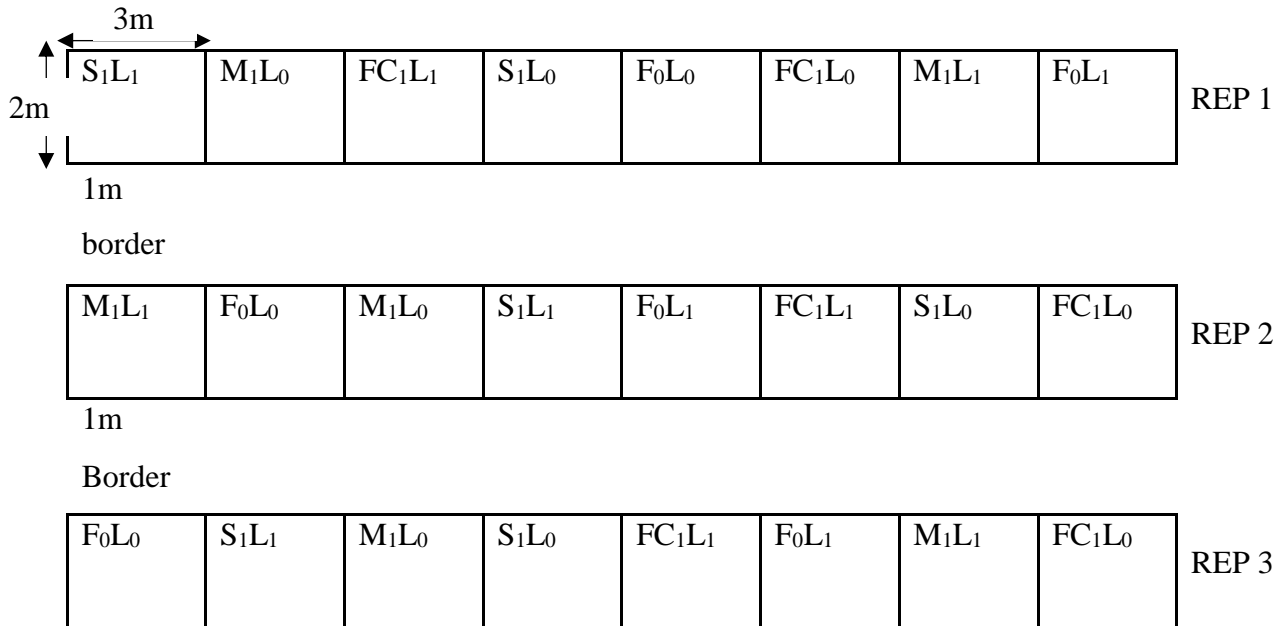 3m
2m
S₁L₁ M₁L₀ FC₁L₁ S₁L₀ F₀L₀ FC₁L₀ M₁L₁ F₀L₁ REP 1
1m
border
M₁L₁ F₀L₀ M₁L₀ S₁L₁ F₀L₁ FC₁L₁ S₁L₀ FC₁L₀ REP 2
1m
Border
F₀L₀ S₁L₁ M₁L₀ S₁L₀ FC₁L₁ F₀L₁ M₁L₁ FC₁L₀ REP 3